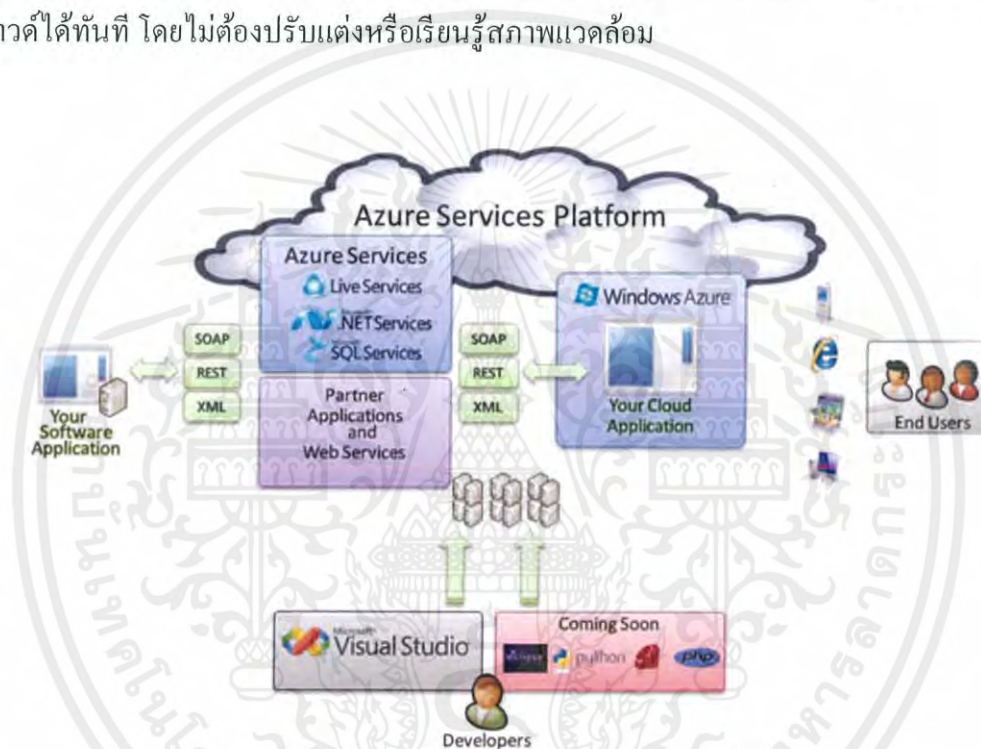 าวด์ได้ทันที โดยไม่ต้องปรับแต่งหรือเรียนรู้สภาพแวดล้อม
Azure Services Platform
Azure Services
Live Services
.NET Services
SQL Services
Partner
Applications
and
Web Services
SOAP
REST
XML
SOAP
REST
XML
Your
Software
Application
Windows Azure
Your Cloud
Application
End Users
Microsoft
Visual Studio
Coming Soon
eclipse
python
php
Developers